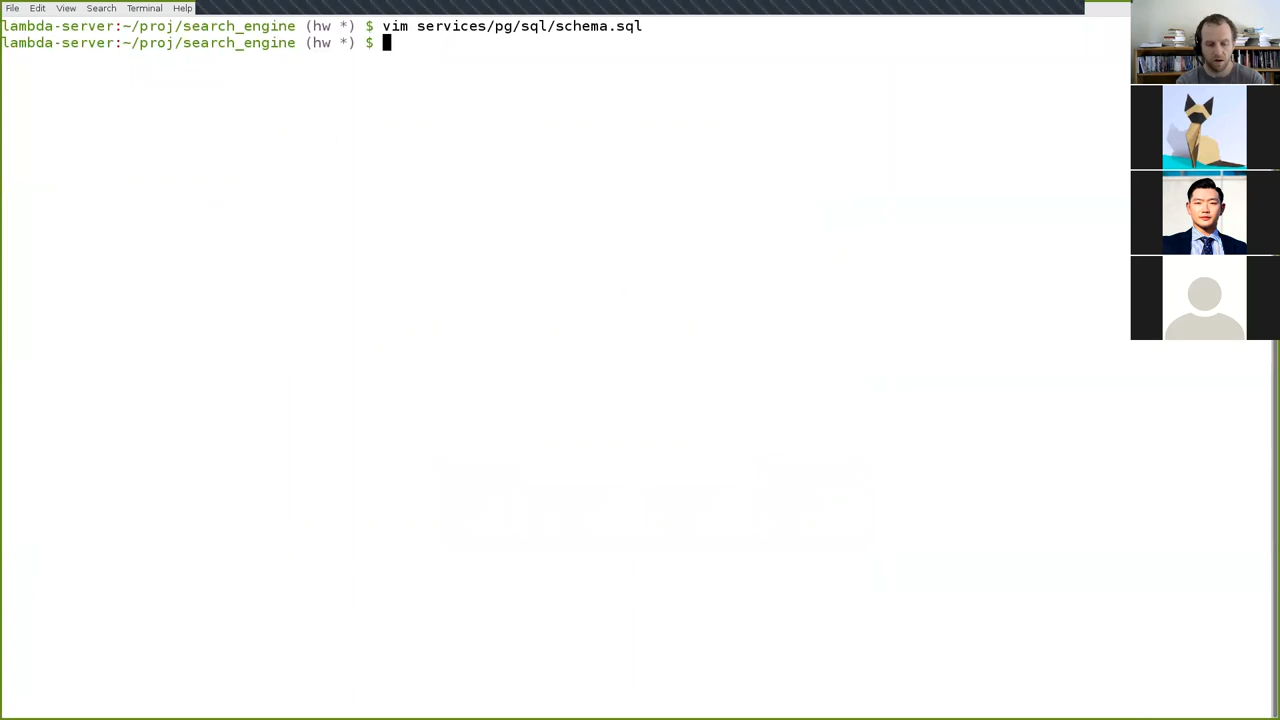 File Edit View Search Terminal Help
lambda-server:~/proj/search_engine (hw *) $ vim services/pg/sql/schema.sql
lambda-server:~/proj/search_engine (hw *) $